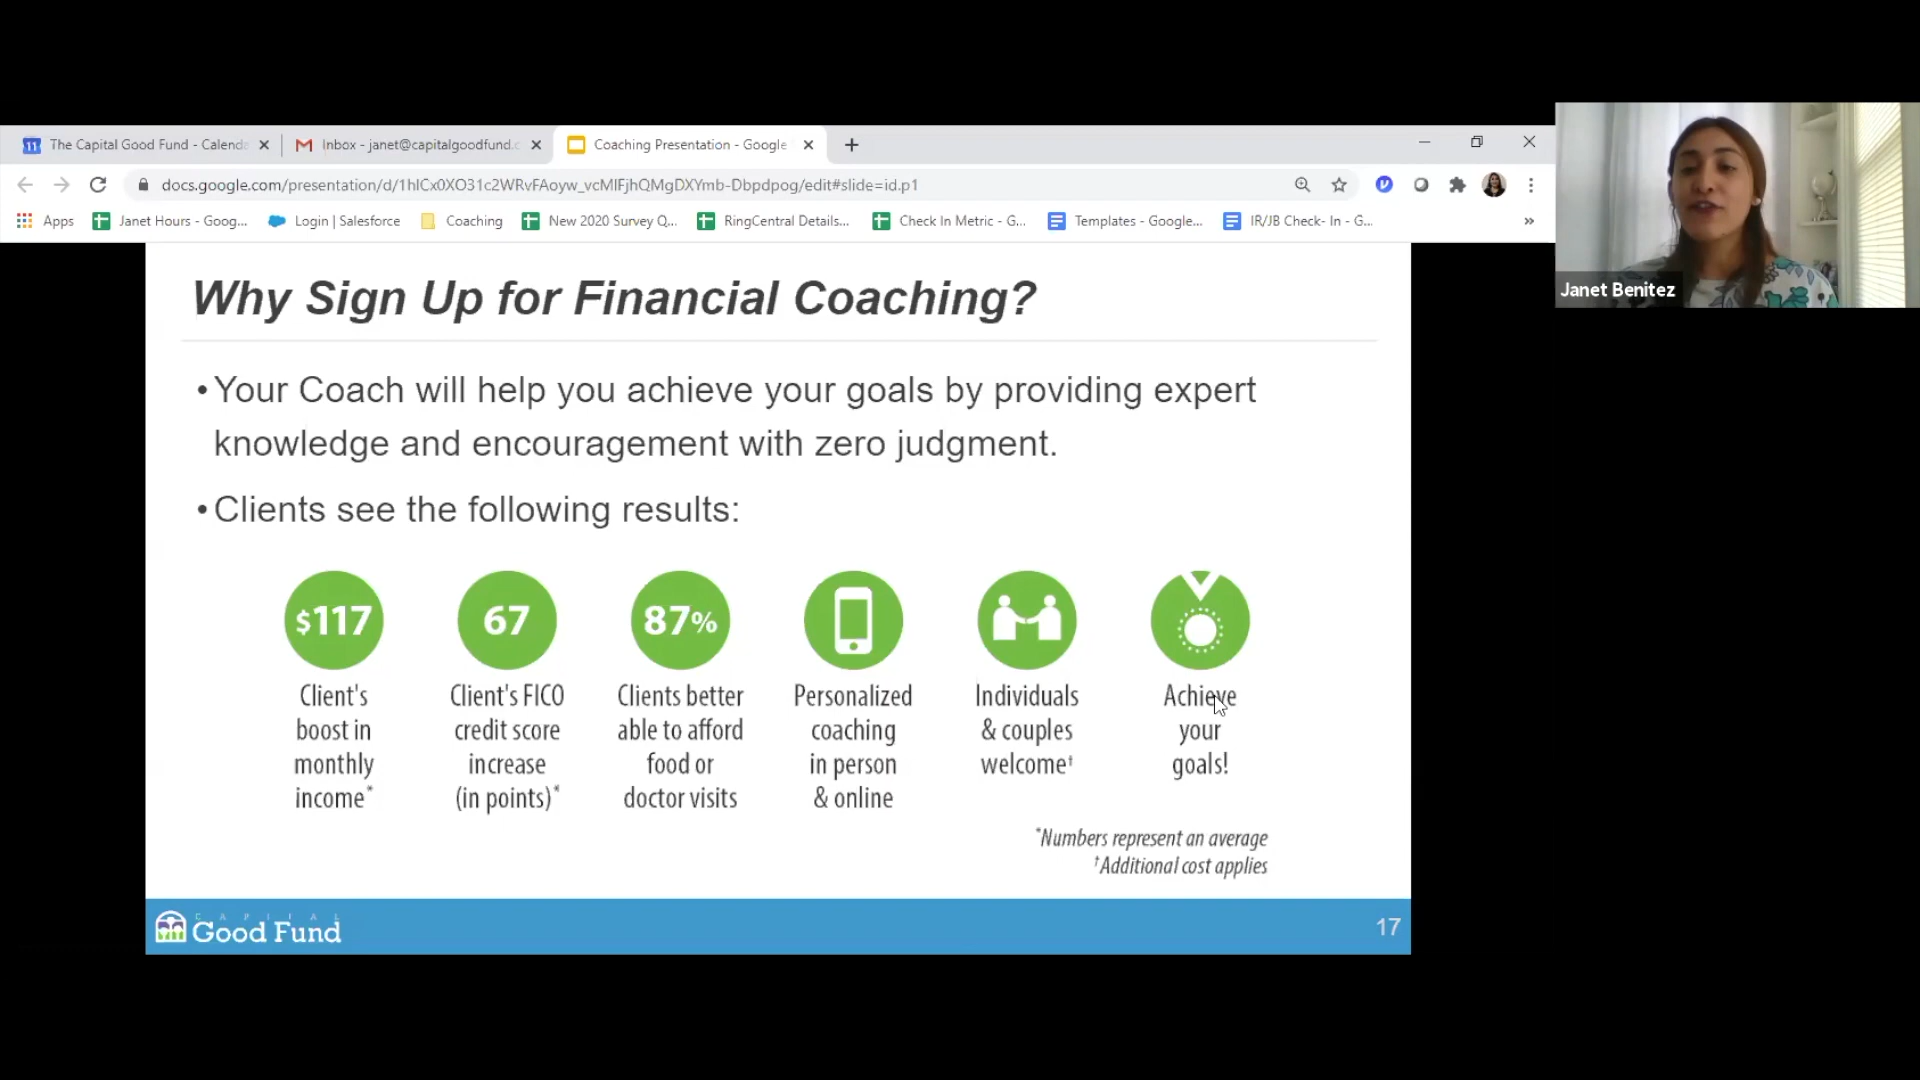 The Capital Good Fund - Calend
Inbox - janet@capitalgoodfund.c
Coaching Presentation - Google
docs.google.com/presentation/d/1hlCx0XO31c2WRvFAoyw_vcMlFjhQMgDXYmb-Dbpdpog/edit#slide=id.p1
Apps
Janet Hours - Goog...
Login | Salesforce
Coaching
New 2020 Survey Q...
RingCentral Details...
Check In Metric - G...
Templates - Google...
IR/JB Check- In - G...
Janet Benitez
Why Sign Up for Financial Coaching?
•Your Coach will help you achieve your goals by providing expert
knowledge and encouragement with zero judgment.
•Clients see the following results:
$117
Client's
boost in
monthly
income*
67
Client's FICO
credit score
increase
(in points)*
87%
Clients better
able to afford
food or
doctor visits
Personalized
coaching
in person
& online
Individuals
& couples
welcome†
Achieve
your
goals!
*Numbers represent an average
†Additional cost applies
CAPITAL
Good Fund
17